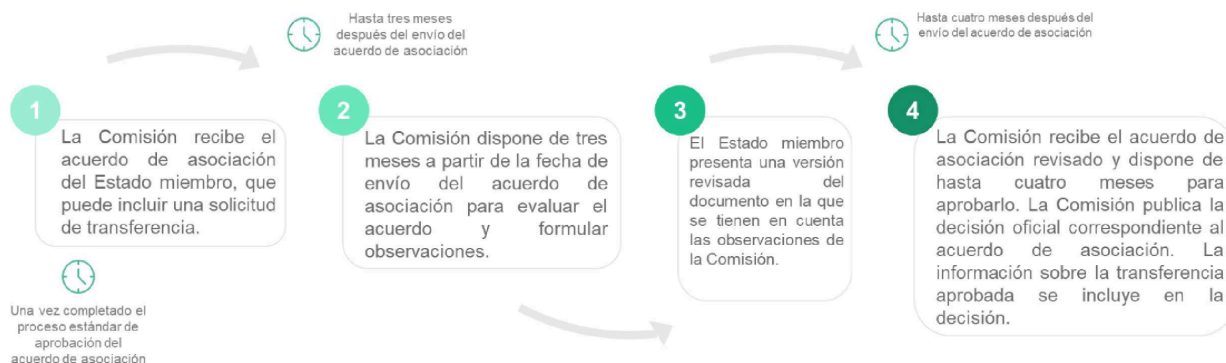 Hasta tres meses
después del envío del
acuerdo de asociación
Hasta cuatro meses después del
envío del acuerdo de asociación
1
La Comisión recibe el
acuerdo de asociación
del Estado miembro, que
puede incluir una solicitud
de transferencia.
Una vez completado el
proceso estándar de
aprobación del
acuerdo de asociación
2
La Comisión dispone de tres
meses a partir de la fecha de
envío del acuerdo de
asociación para evaluar el
acuerdo y formular
observaciones.
3
El Estado miembro
presenta una versión
revisada del
documento en la que
se tienen en cuenta
las observaciones de
la Comisión.
4
La Comisión recibe el acuerdo de
asociación revisado y dispone de
hasta cuatro meses para
aprobarlo. La Comisión publica la
decisión oficial correspondiente al
acuerdo de asociación. La
información sobre la transferencia
aprobada se incluye en la
decisión.